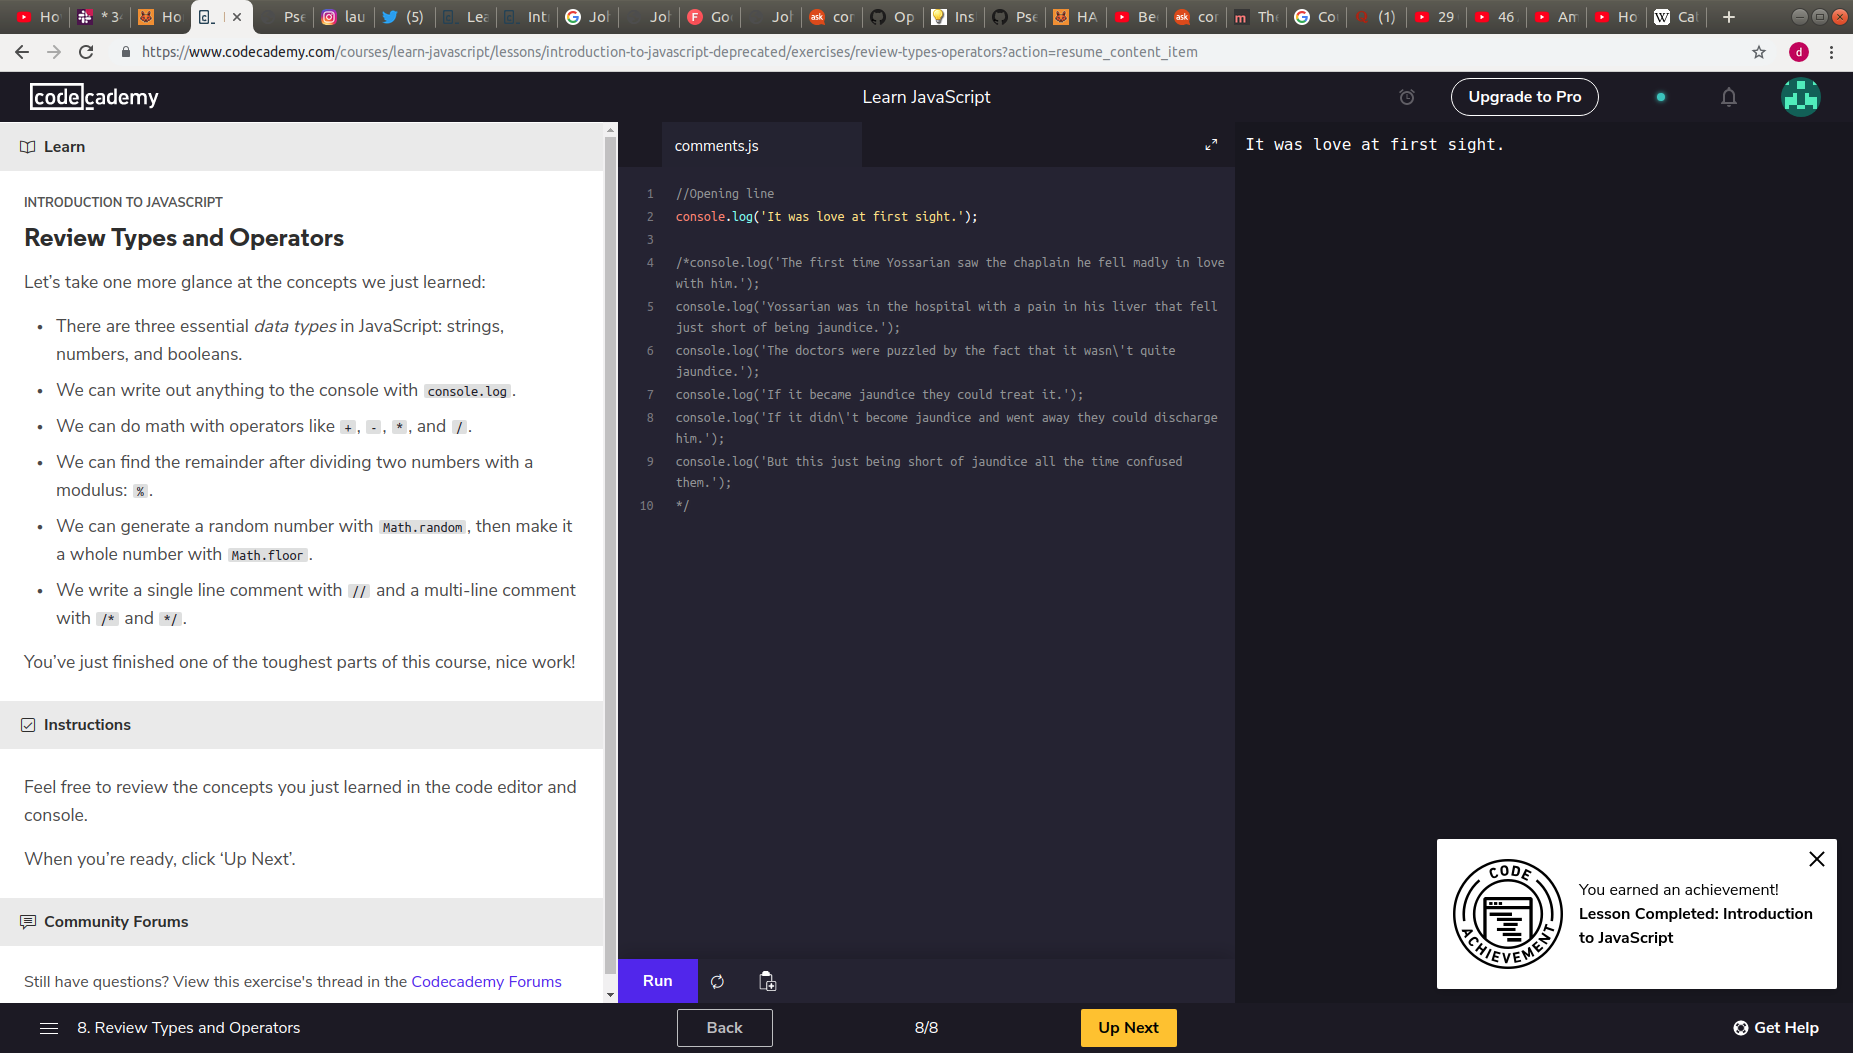 Ho
* 3
Ho
Pse
lau
(5)
Lea
Int
Joh
Joh
Go
Joh
cor
Op
Ins
Pse
HA
Be
cor
The
Co
(1)
29
46
Am
Ho
Cat
https://www.codecademy.com/courses/learn-javascript/lessons/introduction-to-javascript-deprecated/exercises/review-types-operators?action=resume_content_item
d
codecademy
Learn JavaScript
Upgrade to Pro
Learn
INTRODUCTION TO JAVASCRIPT
Review Types and Operators
Let’s take one more glance at the concepts we just learned:
• There are three essential data types in JavaScript: strings,
numbers, and booleans.
• We can write out anything to the console with console.log.
• We can do math with operators like +, -, *, and /.
• We can find the remainder after dividing two numbers with a
modulus: %.
• We can generate a random number with Math.random, then make it
a whole number with Math.floor.
• We write a single line comment with // and a multi-line comment
with /* and */.
You’ve just finished one of the toughest parts of this course, nice work!
Instructions
Feel free to review the concepts you just learned in the code editor and
console.
When you’re ready, click ‘Up Next’.
Community Forums
Still have questions? View this exercise's thread in the Codecademy Forums
comments.js
1 //Opening line
2 console.log('It was love at first sight.');
3
4 /*console.log('The first time Yossarian saw the chaplain he fell madly in love
with him.');
5 console.log('Yossarian was in the hospital with a pain in his liver that fell
just short of being jaundice.');
6 console.log('The doctors were puzzled by the fact that it wasn\'t quite
jaundice.');
7 console.log('If it became jaundice they could treat it.');
8 console.log('If it didn\'t become jaundice and went away they could discharge
him.');
9 console.log('But this just being short of jaundice all the time confused
them.');
10 */
Run
It was love at first sight.
CODE
ACHIEVEMENT
You earned an achievement!
Lesson Completed: Introduction
to JavaScript
8. Review Types and Operators
Back
8/8
Up Next
Get Help